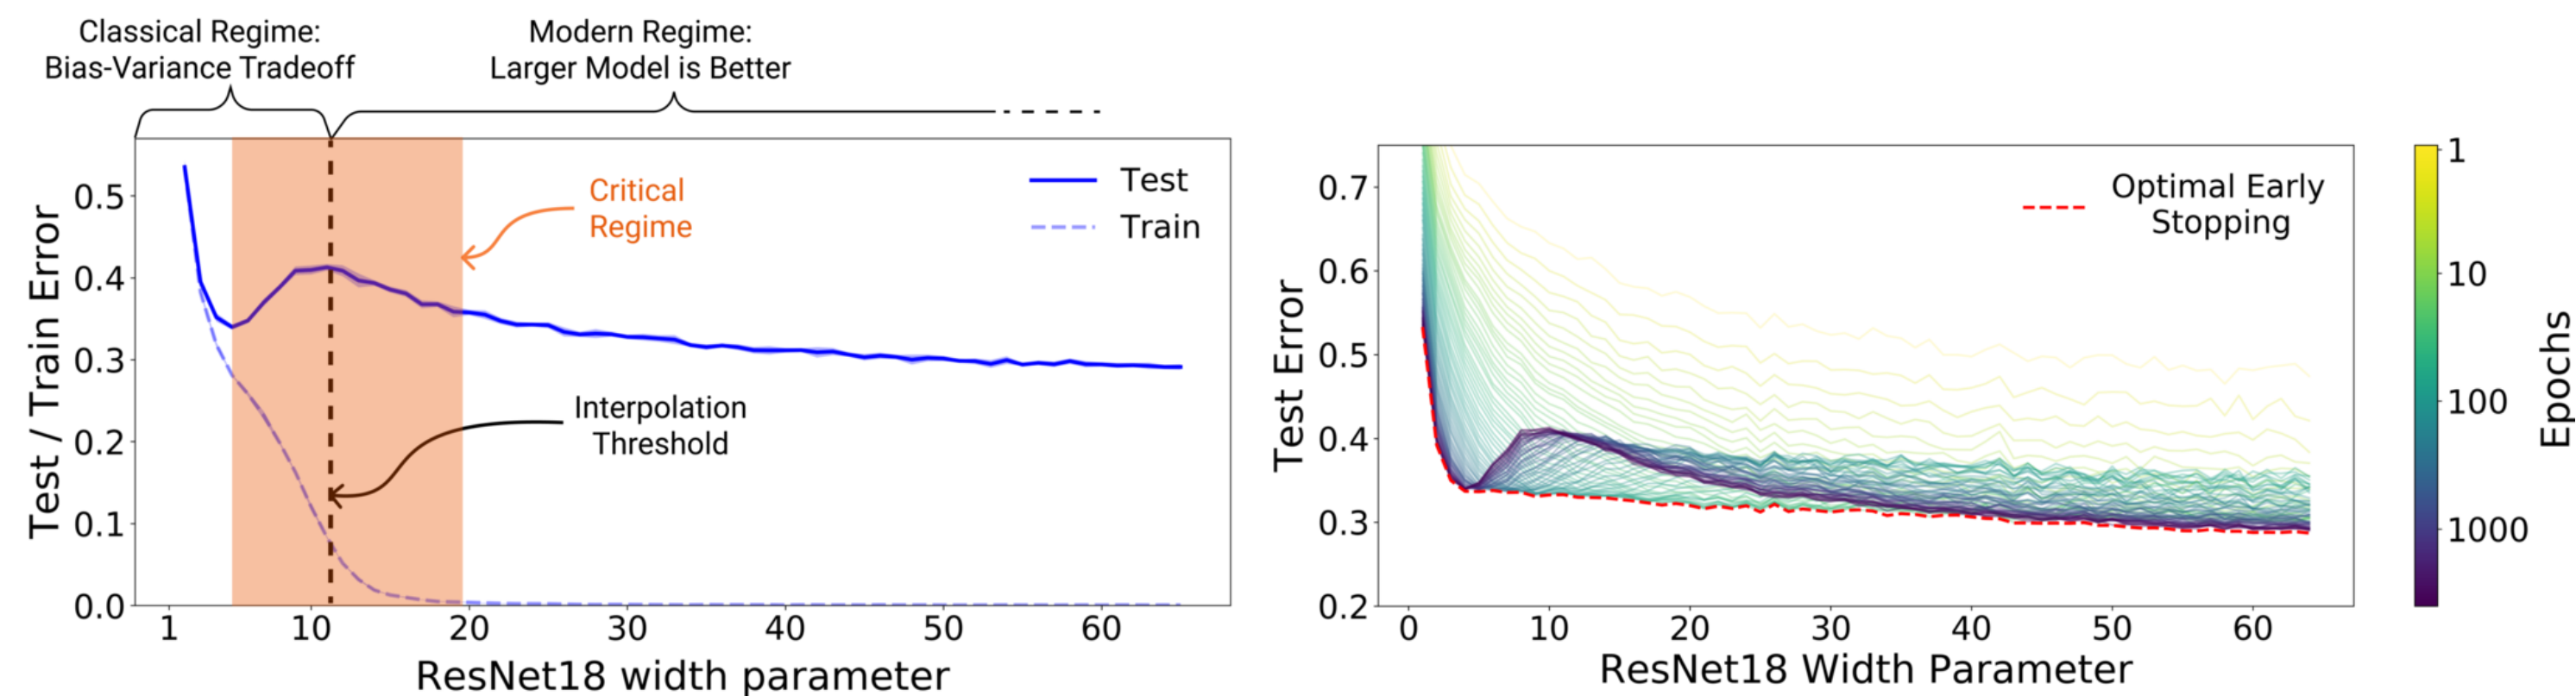 Classical Regime:
Bias-Variance Tradeoff
Modern Regime:
Larger Model is Better
Critical
Regime
Test
Train
Interpolation
Threshold
Test / Train Error
0.5
0.4
0.3
0.2
0.1
0.0
1 10 20 30 40 50 60
ResNet18 width parameter
Optimal Early
Stopping
Test Error
0.7
0.6
0.5
0.4
0.3
0.2
0 10 20 30 40 50 60
ResNet18 Width Parameter
1
10
100
1000
Epochs